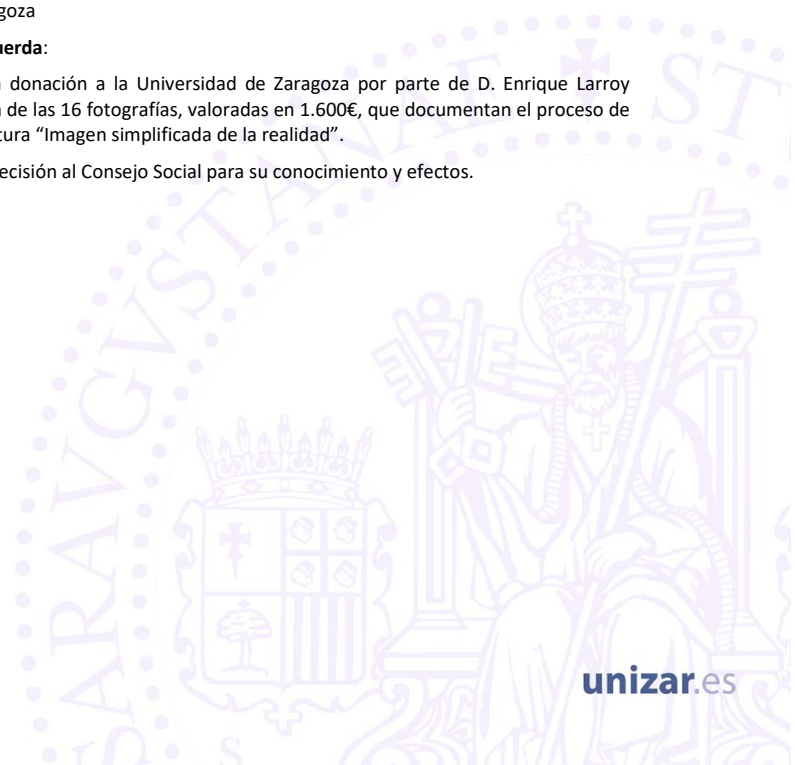 goza
uerda:
a donación a la Universidad de Zaragoza por parte de D. Enrique Larroy
a de las 16 fotografías, valoradas en 1.600€, que documentan el proceso de
tura “Imagen simplificada de la realidad”.
ecisión al Consejo Social para su conocimiento y efectos.
unizar.es